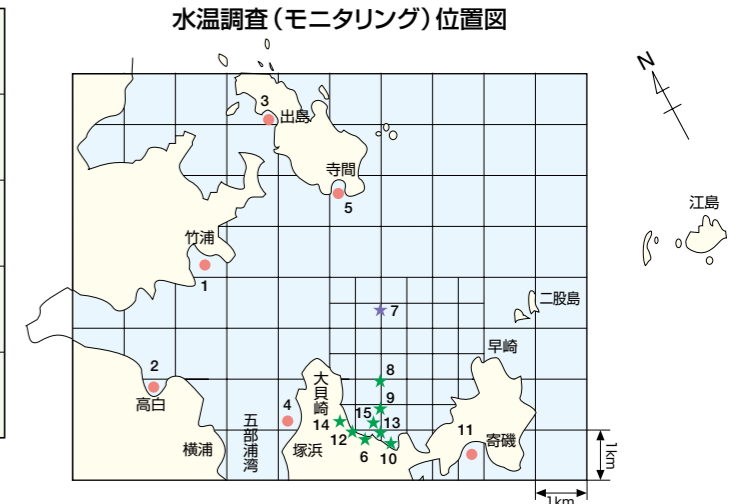 水温調査(モニタリング)位置図
N
3
出島
寺間
5
江島
竹浦
1
7
二股島
早崎
2
高白
大貝崎
8
9
15
13
14
4
12
6
10
11
寄磯
五部浦湾
横浦
塚浜
1km
1km